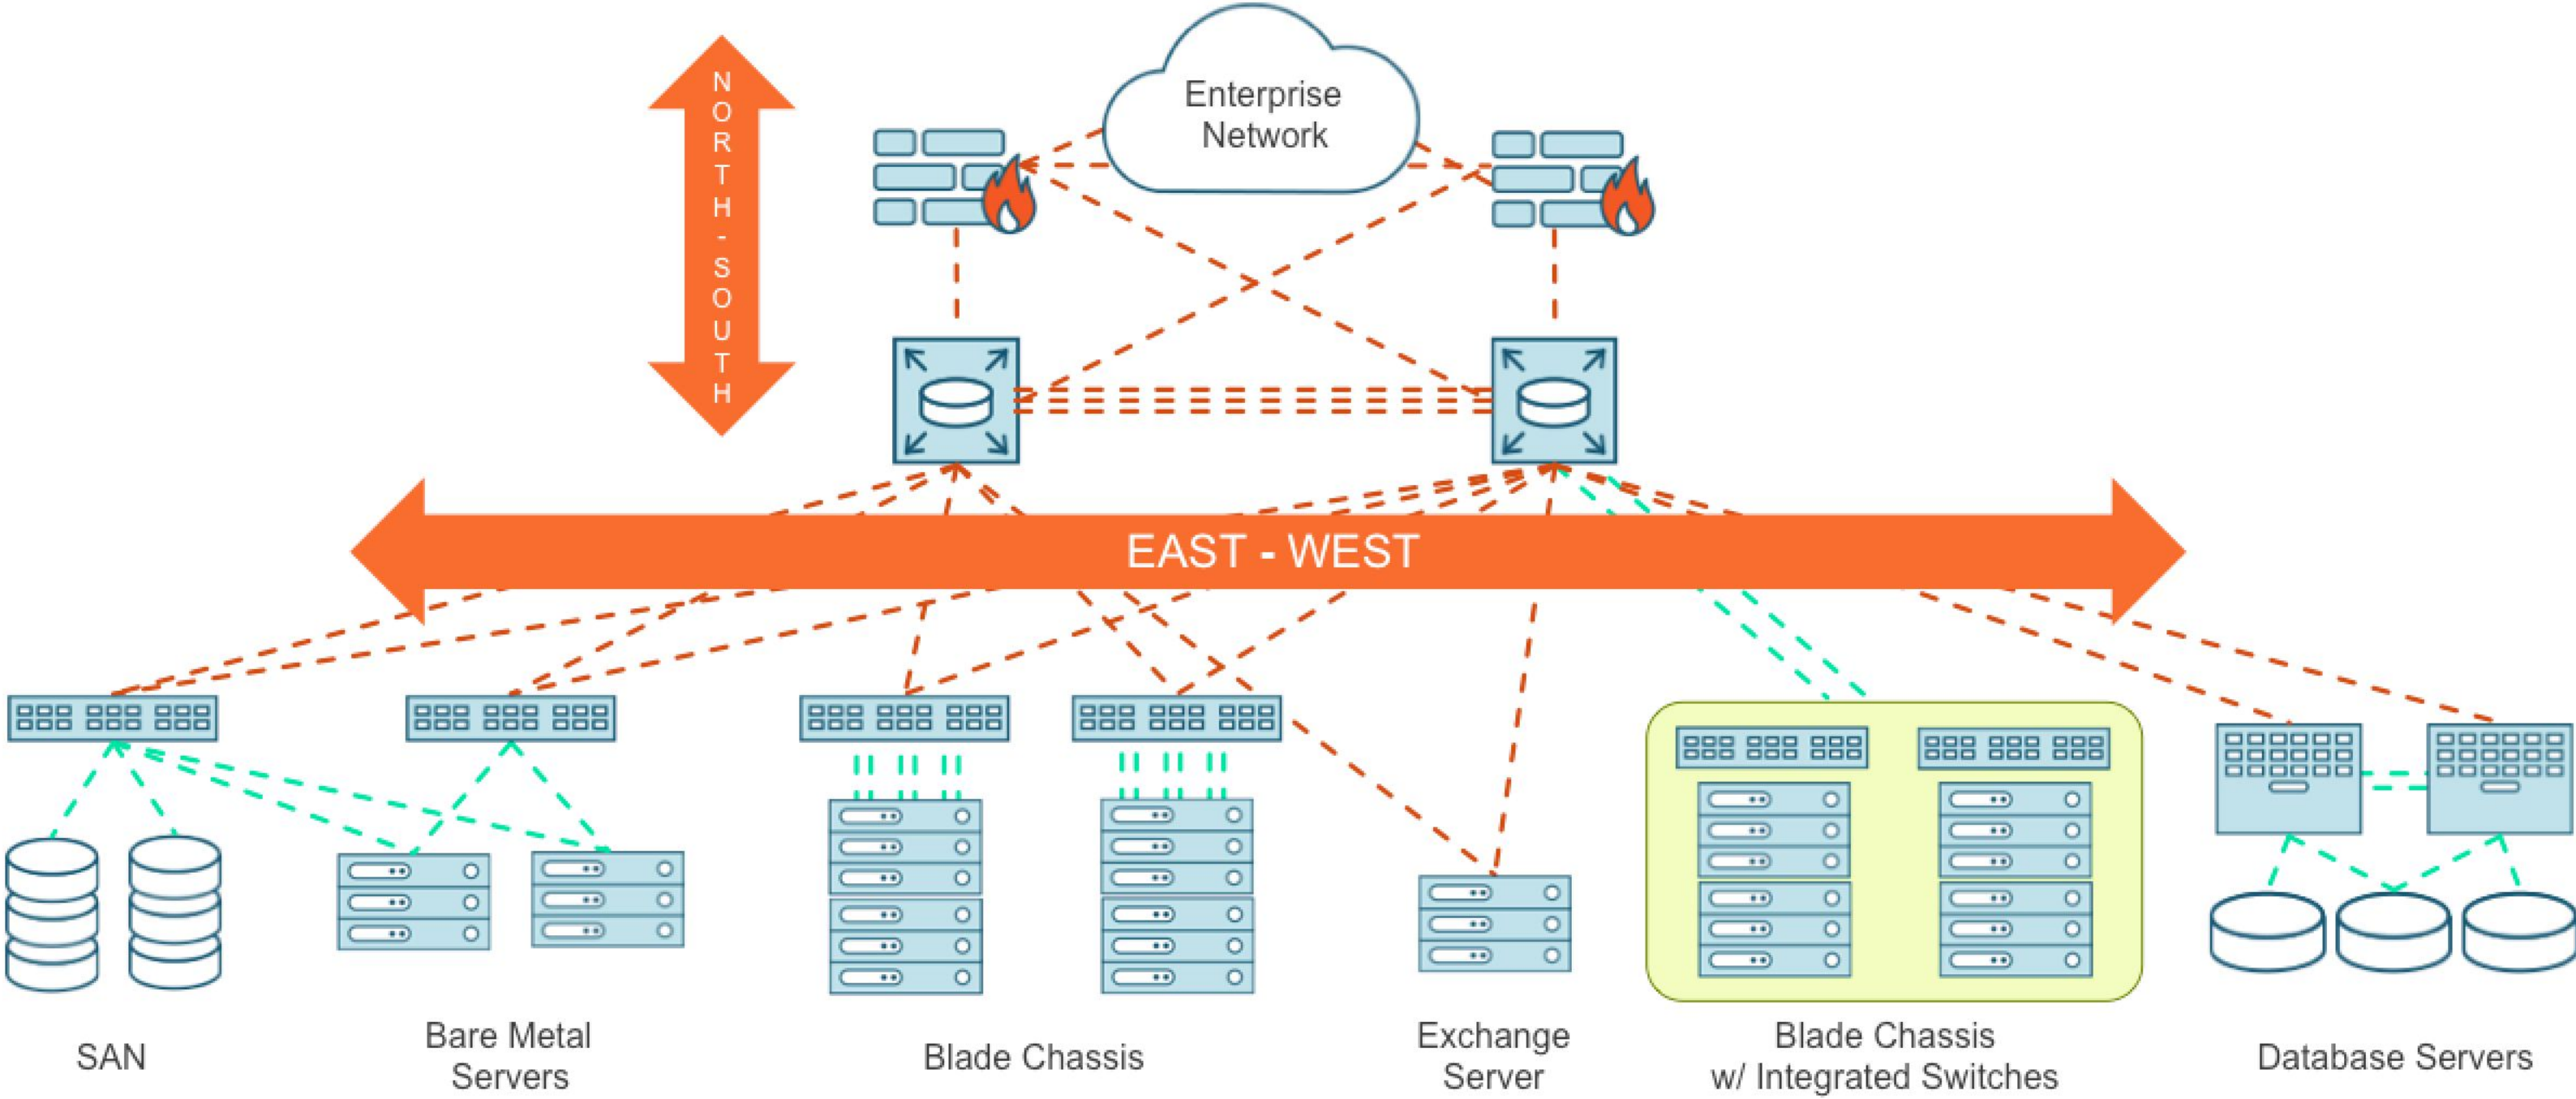 Enterprise
Network
NORTH-SOUTH
EAST - WEST
SAN
Bare Metal
Servers
Blade Chassis
Exchange
Server
Blade Chassis
w/ Integrated Switches
Database Servers